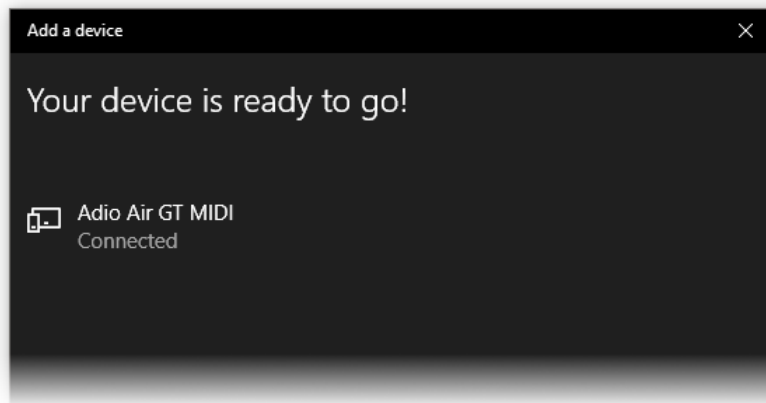 Add a device
Your device is ready to go!
Adio Air GT MIDI
Connected